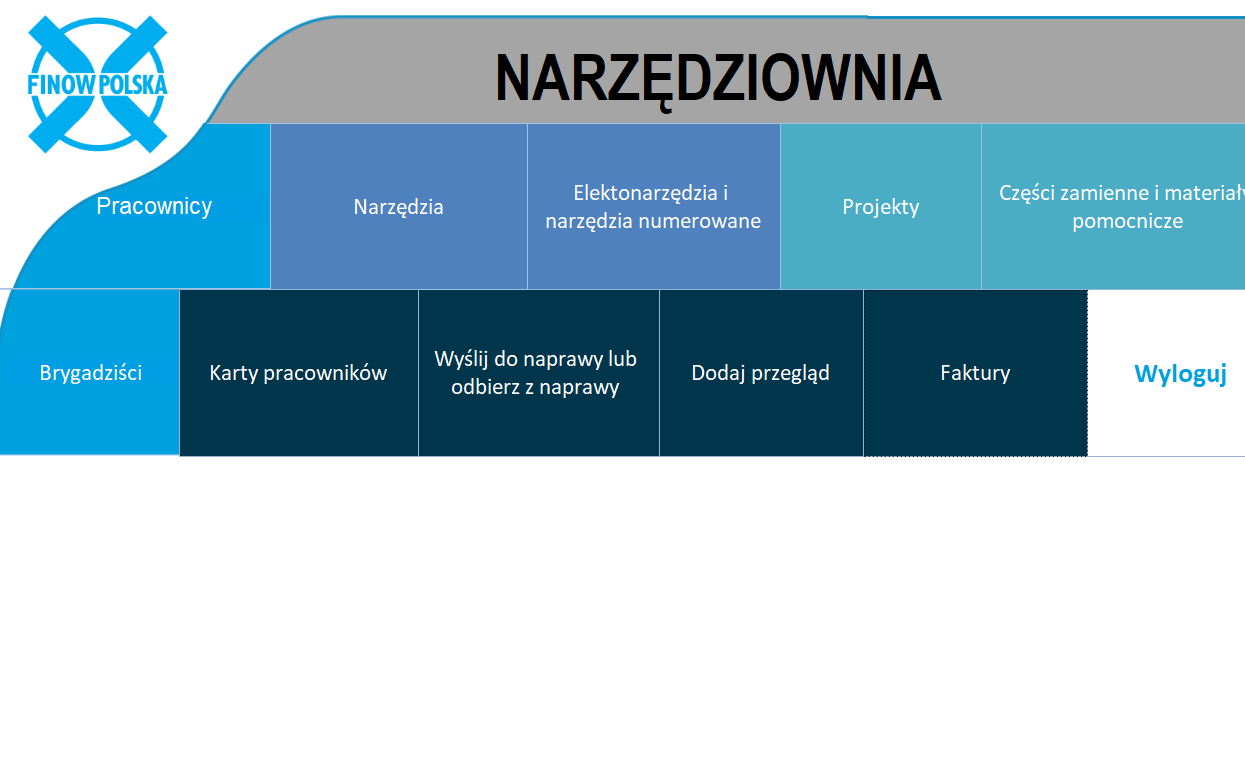 FINOW POLSKA
NARZĘDZIOWNIA
Pracownicy
Narzędzia
Elektonarzędzia i
narzędzia numerowane
Projekty
Części zamienne i materiały
pomocnicze
Brygadziści
Karty pracowników
Wyślij do naprawy lub
odbierz z naprawy
Dodaj przegląd
Faktury
Wyloguj